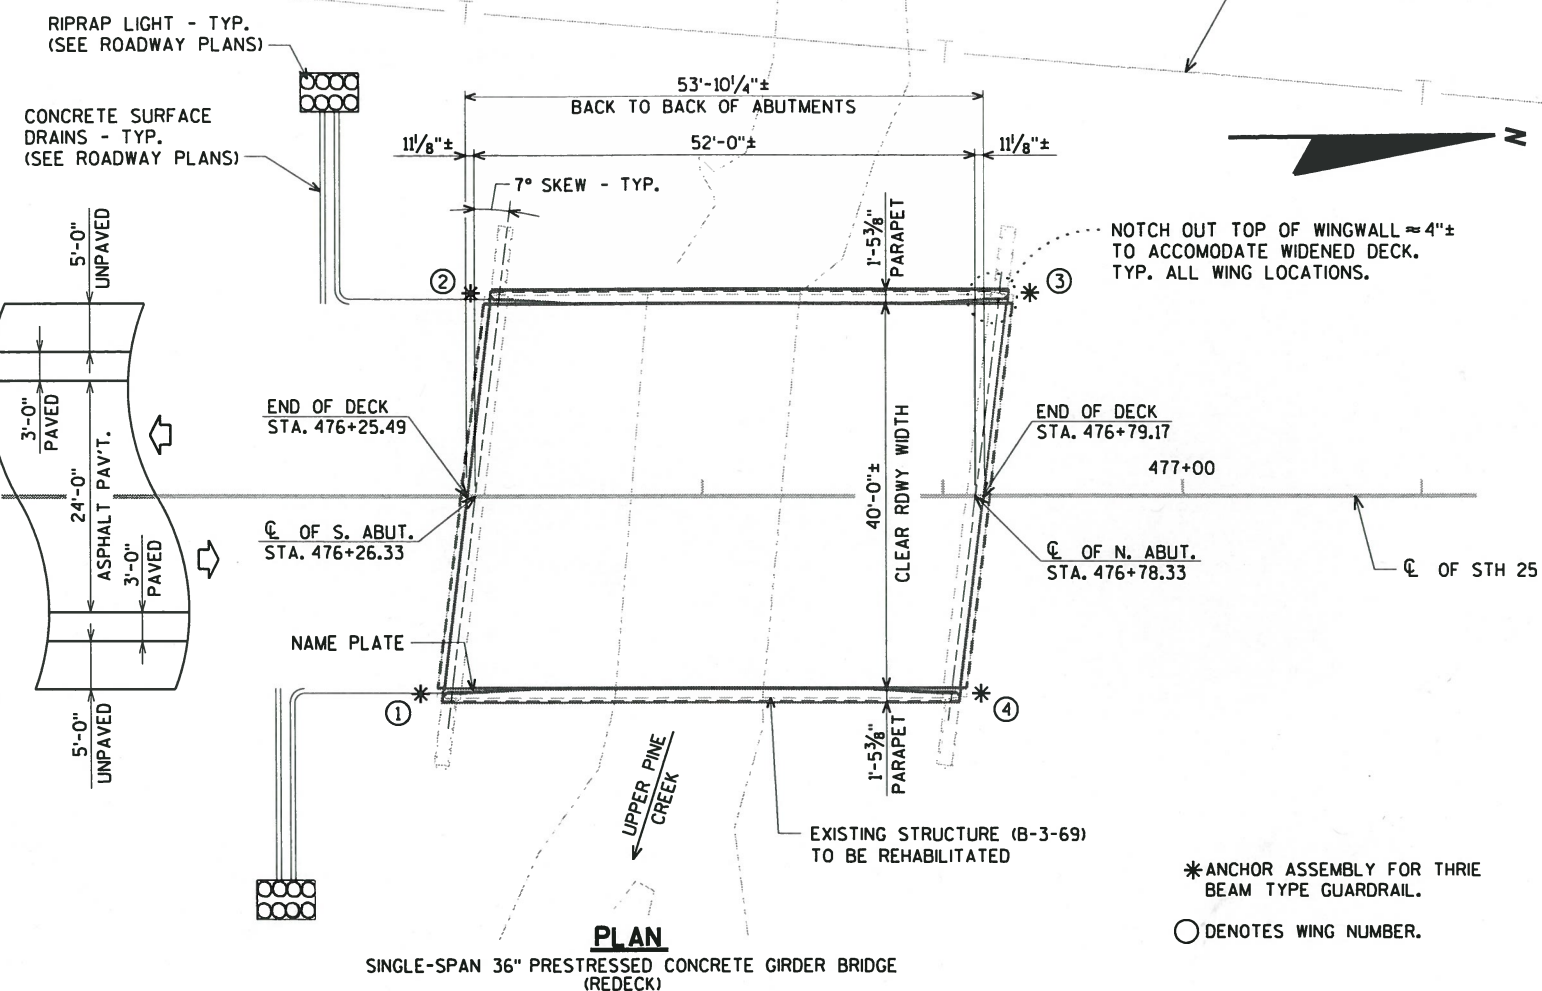 RIPRAP LIGHT - TYP.
(SEE ROADWAY PLANS)
CONCRETE SURFACE
DRAINS - TYP.
(SEE ROADWAY PLANS)
53'-10¼"±
BACK TO BACK OF ABUTMENTS
11⅛"±
52'-0"±
11⅛"±
7° SKEW - TYP.
N
1'-5⅜"
PARAPET
NOTCH OUT TOP OF WINGWALL ≈ 4"±
TO ACCOMODATE WIDENED DECK.
TYP. ALL WING LOCATIONS.
5'-0"
UNPAVED
2
3
3'-0"
PAVED
24'-0"
ASPHALT PAV'T.
3'-0"
PAVED
5'-0"
UNPAVED
END OF DECK
STA. 476+25.49
END OF DECK
STA. 476+79.17
477+00
40'-0"±
CLEAR RDWY WIDTH
℄ OF S. ABUT.
STA. 476+26.33
℄ OF N. ABUT.
STA. 476+78.33
℄ OF STH 25
NAME PLATE
1
4
1'-5⅜"
PARAPET
UPPER PINE
CREEK
EXISTING STRUCTURE (B-3-69)
TO BE REHABILITATED
✱ ANCHOR ASSEMBLY FOR THRIE
BEAM TYPE GUARDRAIL.
◯ DENOTES WING NUMBER.
PLAN
SINGLE-SPAN 36" PRESTRESSED CONCRETE GIRDER BRIDGE
(REDECK)